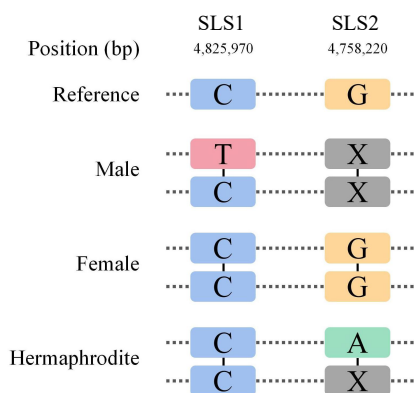 SLS1 SLS2
Position (bp) 4,825,970 4,758,220
Reference C G
T X
Male
C X
C G
Female
C G
C A
Hermaphrodite
C X